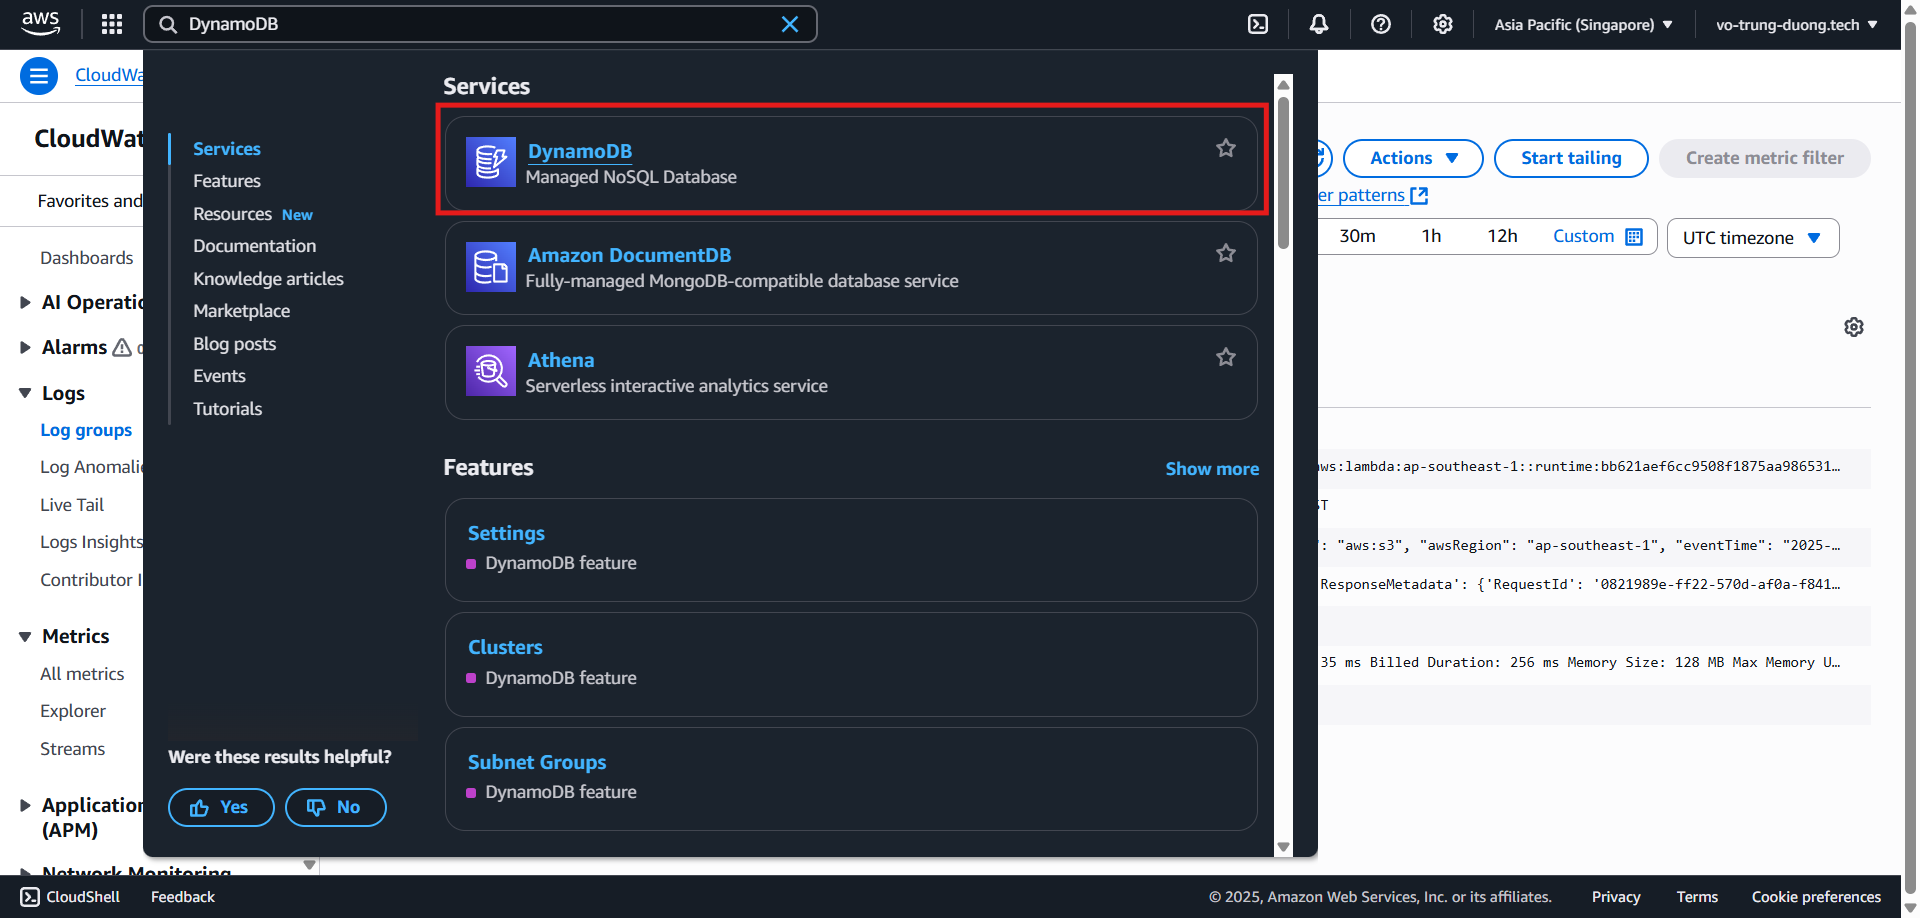 aws
DynamoDB
Asia Pacific (Singapore)
vo-trung-duong.tech
CloudWa
CloudWat
Favorites and
Dashboards
AI Operatio
Alarms
Logs
Log groups
Log Anomalie
Live Tail
Logs Insights
Contributor I
Metrics
All metrics
Explorer
Streams
Application
(APM)
Network Monitoring
Services
Features
Resources New
Documentation
Knowledge articles
Marketplace
Blog posts
Events
Tutorials
Were these results helpful?
Yes
No
Services
DynamoDB
Managed NoSQL Database
Amazon DocumentDB
Fully-managed MongoDB-compatible database service
Athena
Serverless interactive analytics service
Features
Show more
Settings
DynamoDB feature
Clusters
DynamoDB feature
Subnet Groups
DynamoDB feature
Actions
Start tailing
Create metric filter
er patterns
30m
1h
12h
Custom
UTC timezone
ws:lambda:ap-southeast-1::runtime:bb621aef6cc9508f1875aa986531…
ST
": "aws:s3", "awsRegion": "ap-southeast-1", "eventTime": "2025-…
ResponseMetadata': {'RequestId': '0821989e-ff22-570d-af0a-f841…
35 ms Billed Duration: 256 ms Memory Size: 128 MB Max Memory U…
CloudShell
Feedback
© 2025, Amazon Web Services, Inc. or its affiliates.
Privacy
Terms
Cookie preferences